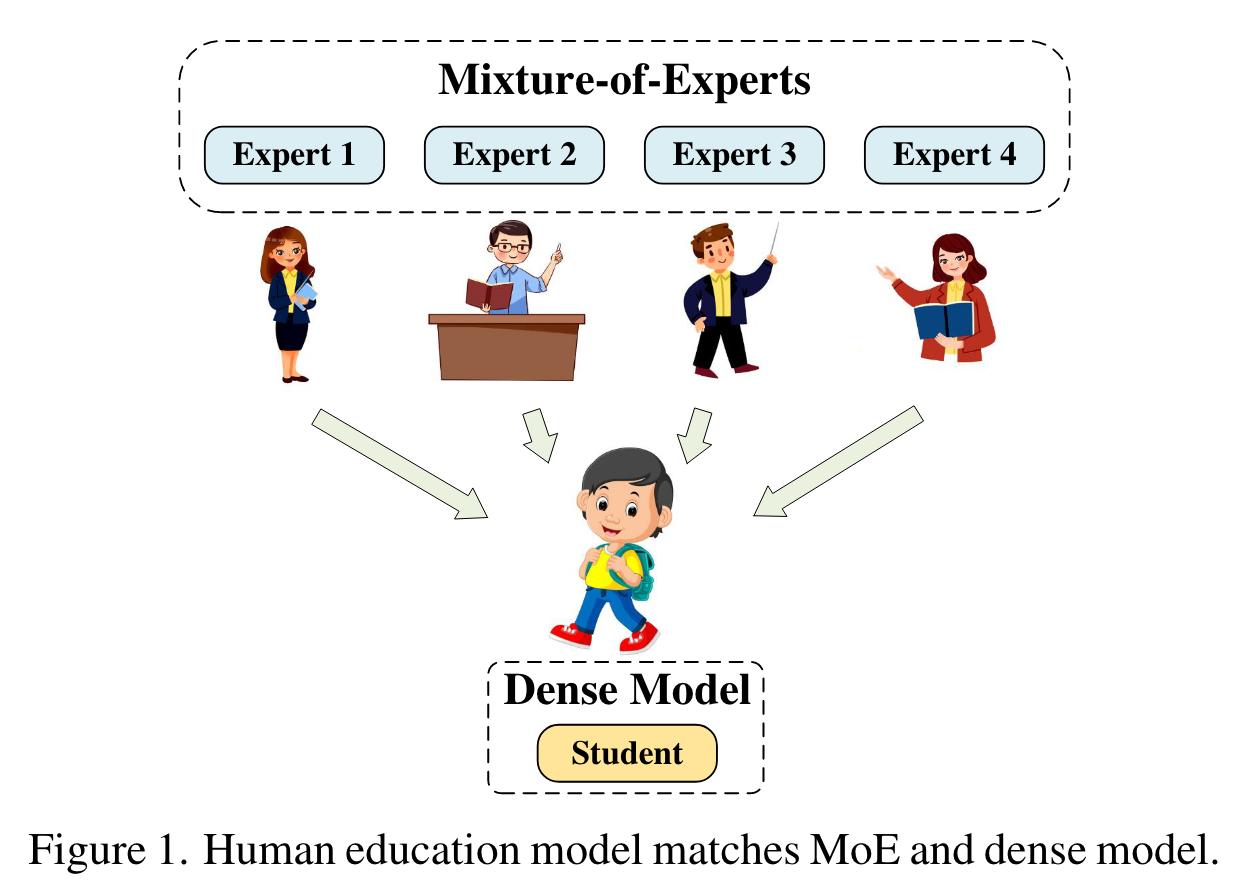 Mixture-of-Experts
Expert 1 Expert 2 Expert 3 Expert 4
Dense Model
Student
Figure 1. Human education model matches MoE and dense model.